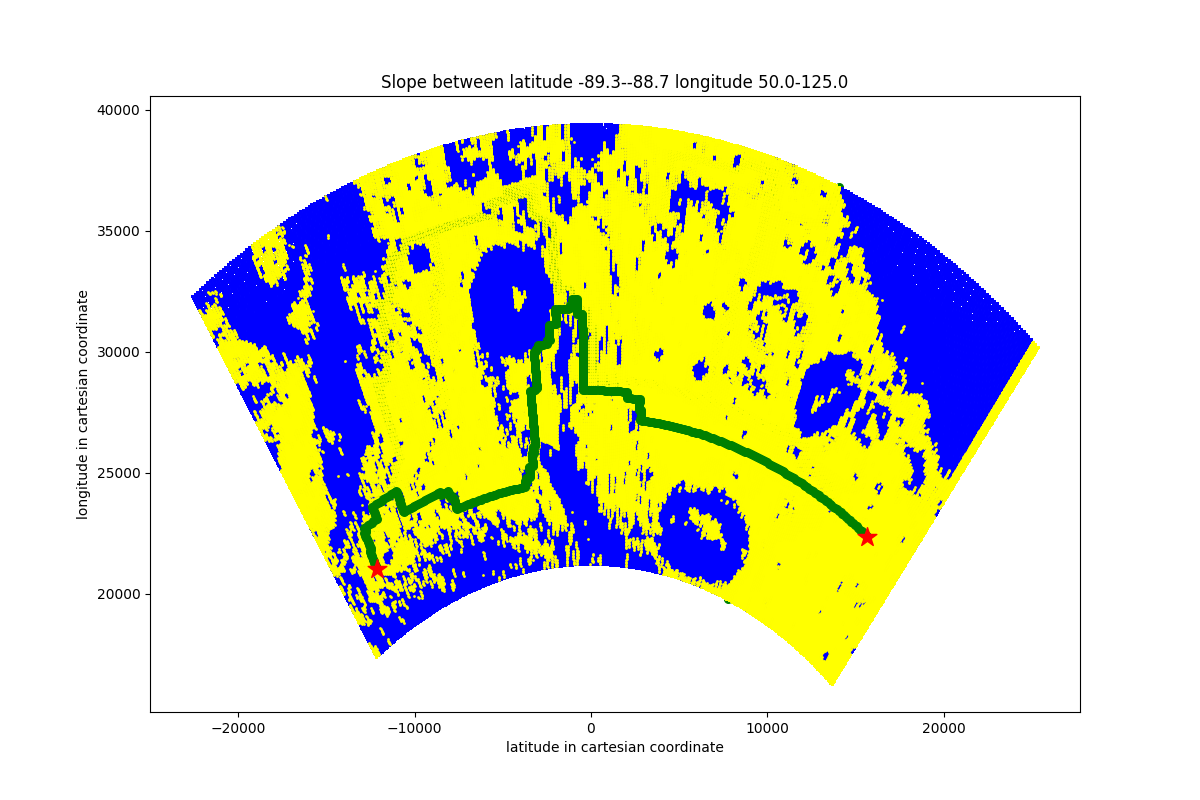 Slope between latitude -89.3--88.7 longitude 50.0-125.0
40000
35000
30000
25000
20000
longitude in cartesian coordinate
−20000 −10000 0 10000 20000
latitude in cartesian coordinate